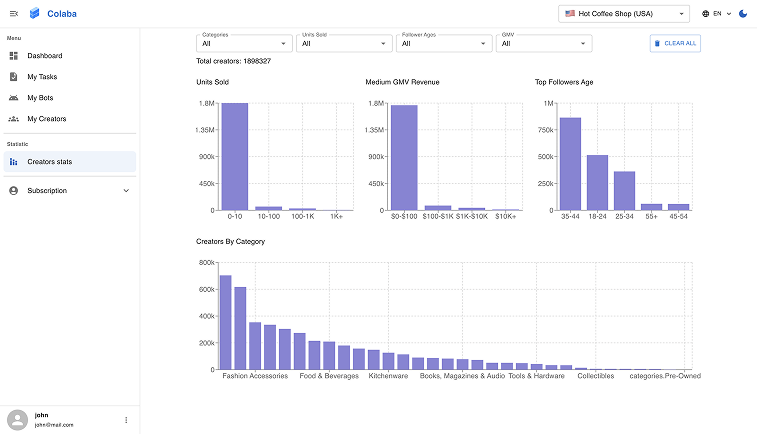 Colaba
Hot Coffee Shop (USA)
EN
Menu
Dashboard
My Tasks
My Bots
My Creators
Statistic
Creators stats
Subscription
john
john@mail.com
Categories
All
Units Sold
All
Follower Ages
All
GMV
All
CLEAR ALL
Total creators: 1898327
Units Sold
1.8M
1.35M
900k
450k
0
0-10 10-100 100-1K 1K+
Medium GMV Revenue
1.8M
1.35M
900k
450k
0
$0-$100 $100-$1K $1K-$10K $10K+
Top Followers Age
1M
750k
500k
250k
0
35-44 18-24 25-34 55+ 45-54
Creators By Category
800k
600k
400k
200k
0
Fashion Accessories Food & Beverages Kitchenware Books, Magazines & Audio Tools & Hardware Collectibles categories.Pre-Owned